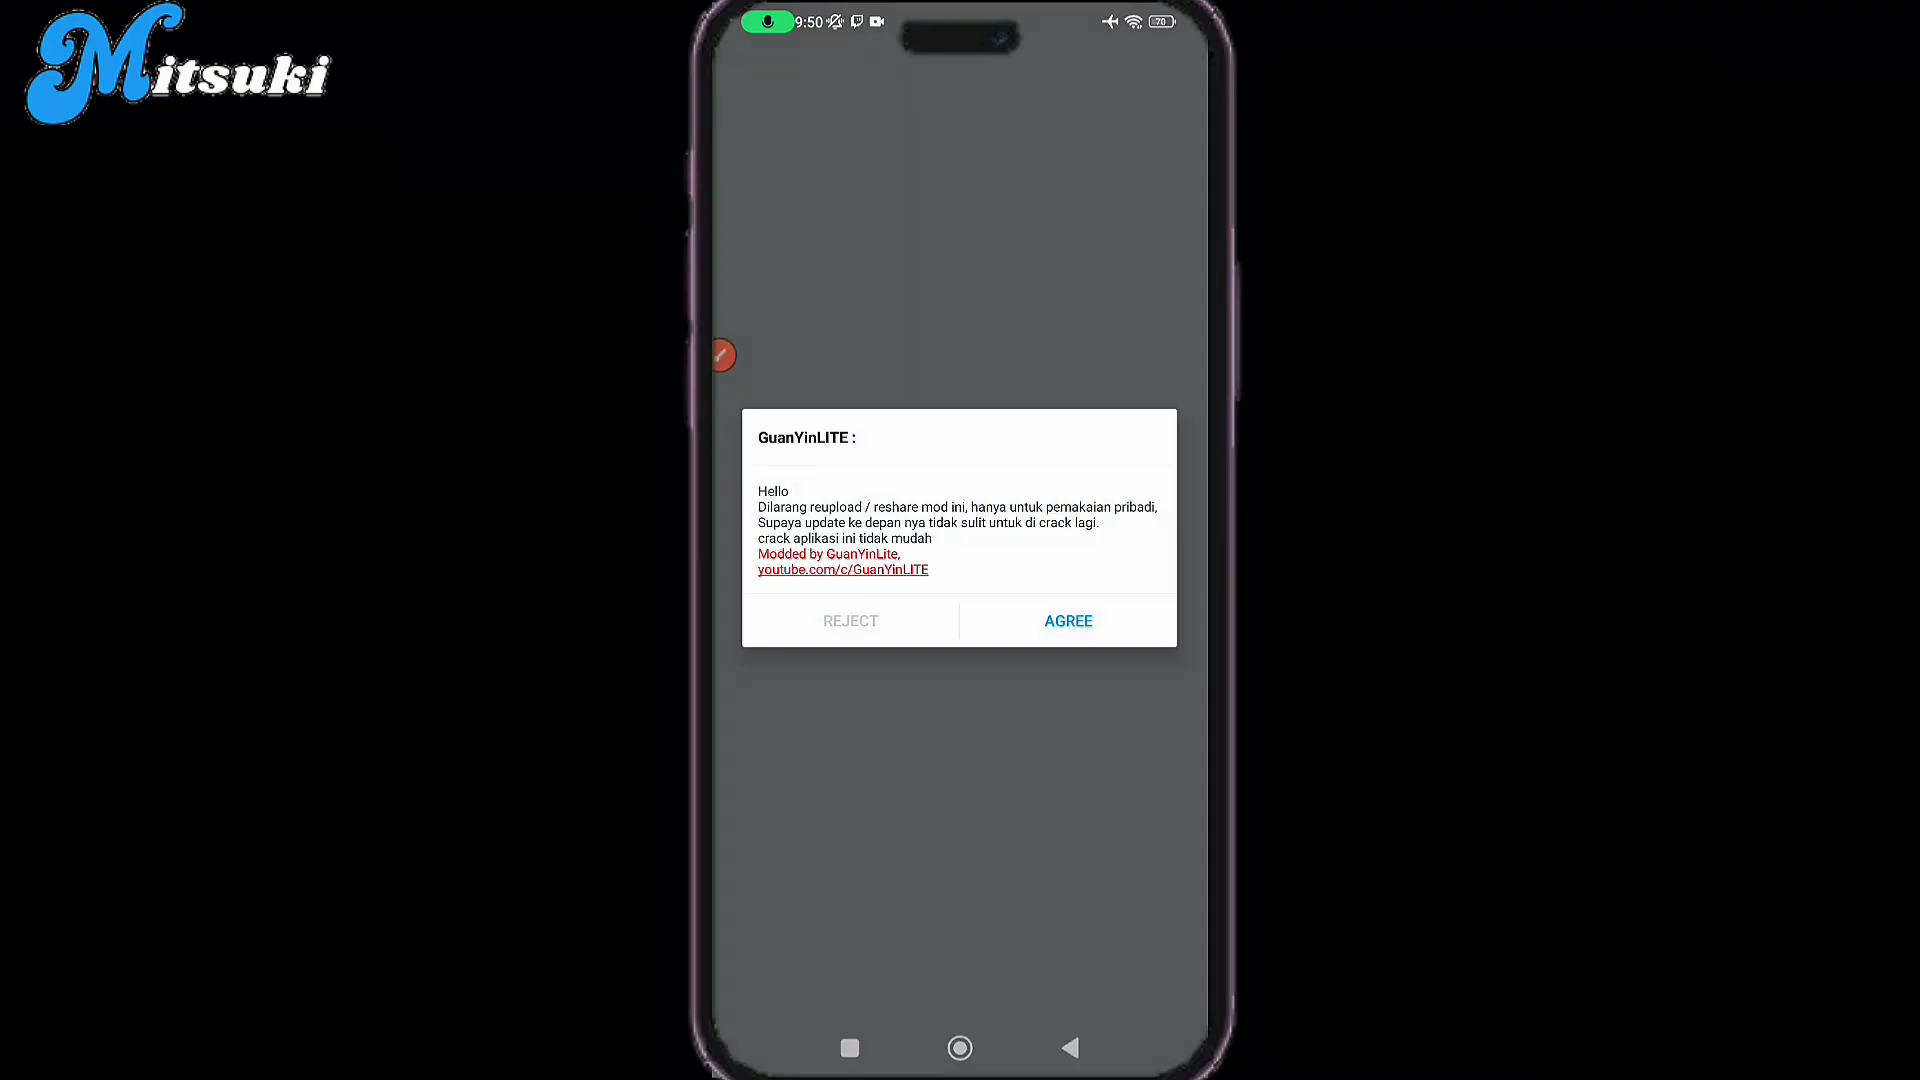 Mitsuki
9:50
70
GuanYinLITE :
Hello
Dilarang reupload / reshare mod ini, hanya untuk pemakaian pribadi,
Supaya update ke depan nya tidak sulit untuk di crack lagi.
crack aplikasi ini tidak mudah
Modded by GuanYinLite,
youtube.com/c/GuanYinLITE
REJECT
AGREE